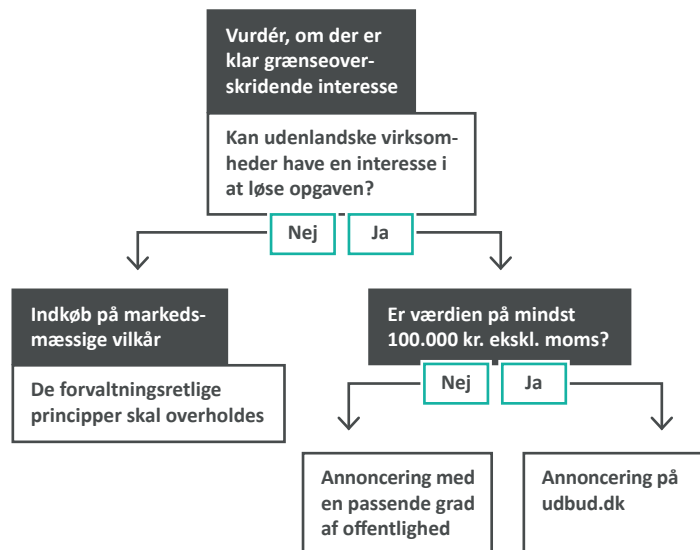 Vurdér, om der er
klar grænseover-
skridende interesse
Kan udenlandske virksom-
heder have en interesse i
at løse opgaven?
Nej
Ja
Indkøb på markeds-
mæssige vilkår
De forvaltningsretlige
principper skal overholdes
Er værdien på mindst
100.000 kr. ekskl. moms?
Nej
Ja
Annoncering med
en passende grad
af offentlighed
Annoncering på
udbud.dk